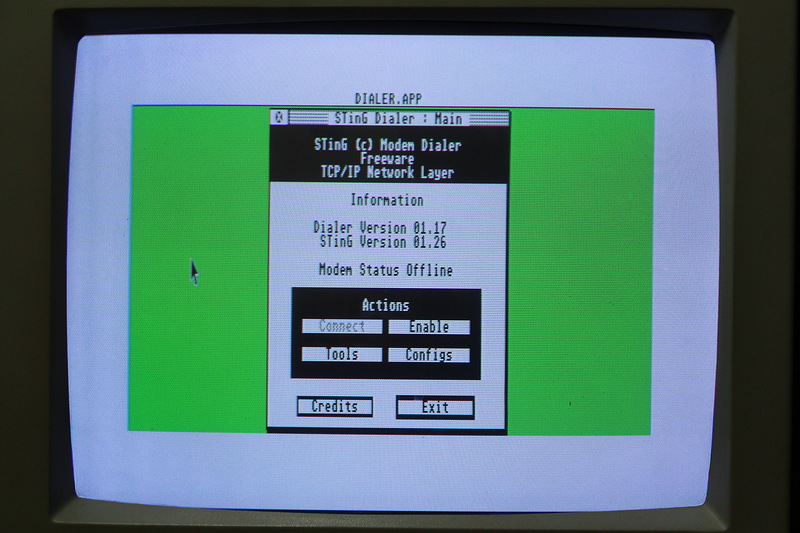 DIALER.APP
STinG Dialer : Main
STinG (c) Modem Dialer
Freeware
TCP/IP Network Layer
Information
Dialer Version 01.17
STinG Version 01.26
Modem Status Offline
Actions
Connect Enable
Tools Configs
Credits Exit